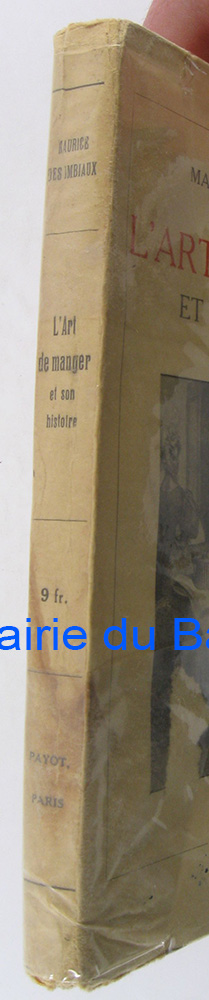 MAURICE
DES OMBIAUX
L'Art
de manger
et son
histoire
9 fr.
PAYOT,
PARIS
MA
L'ART
ET
airie du Ba